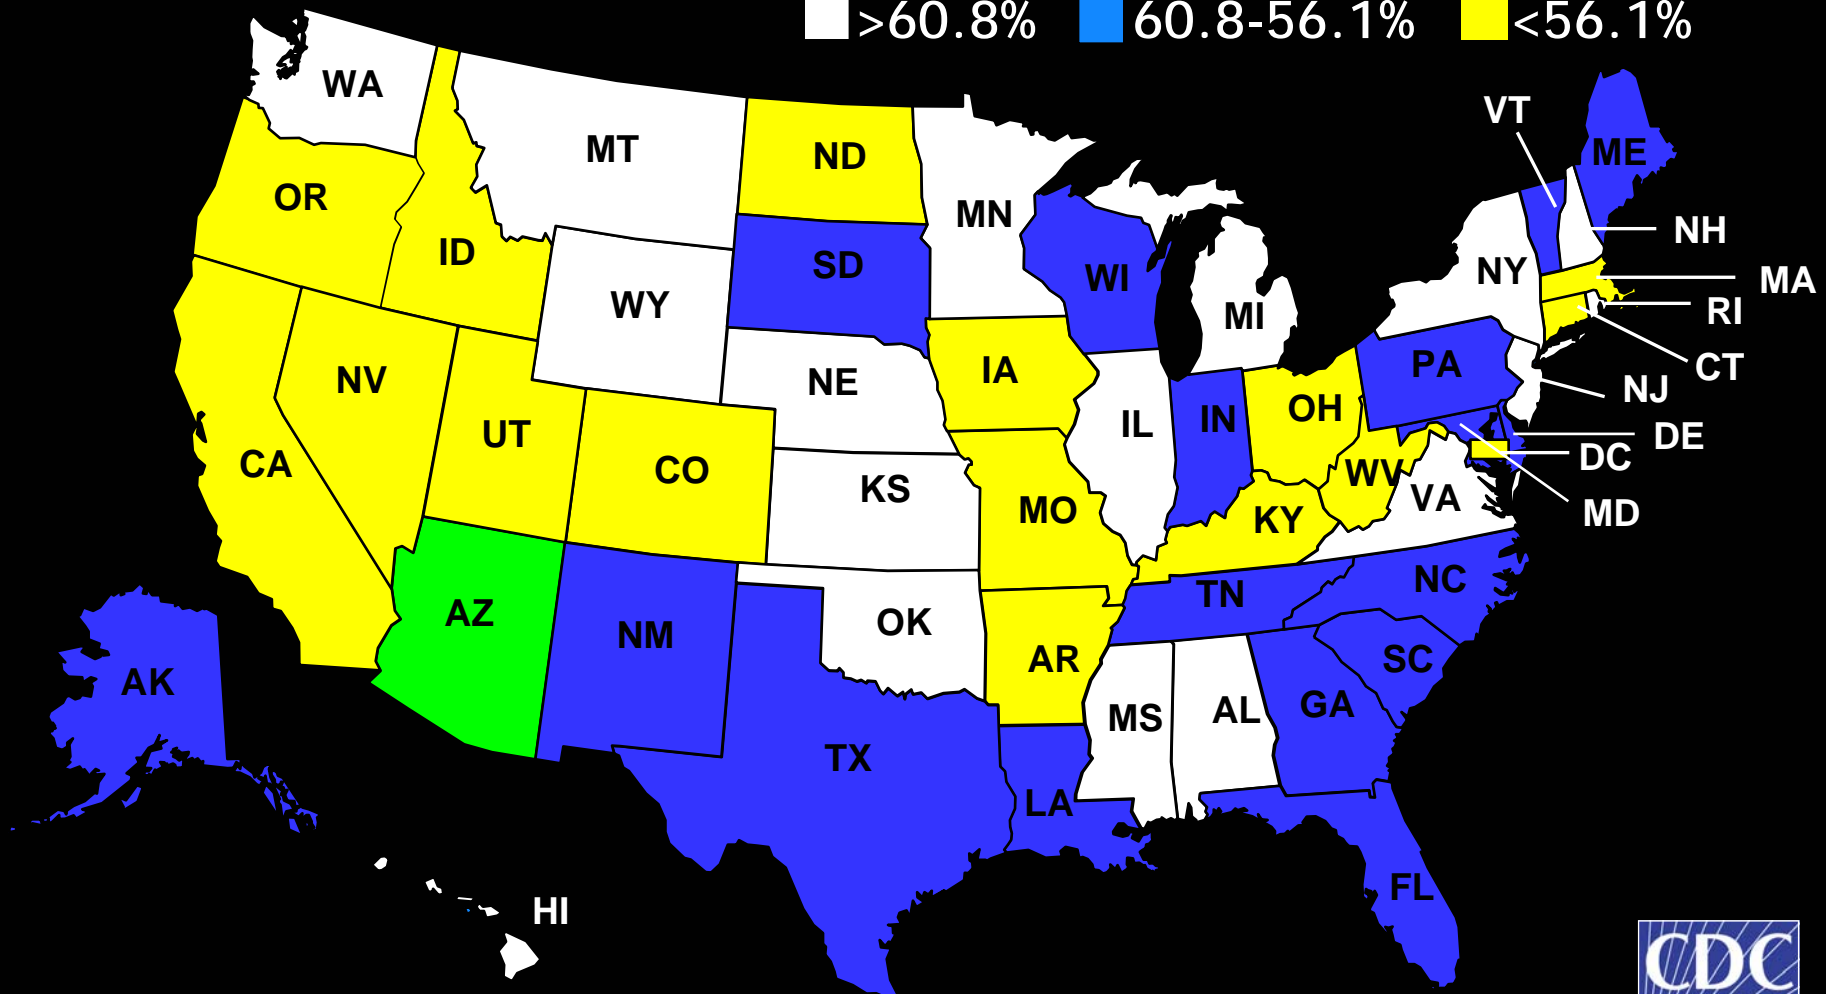 >60.8% 60.8-56.1% <56.1%
WA
VT
MT
ME
ND
OR
MN
NH
ID
SD
NY
WI
MA
WY
RI
MI
PA
CT
IA
NV
NE
NJ
OH
IN
IL
UT
DE
DC
CA
CO
WV
KS
VA
MO
MD
KY
NC
TN
AZ
OK
NM
AR
SC
AK
GA
AL
MS
TX
LA
FL
HI
CDC